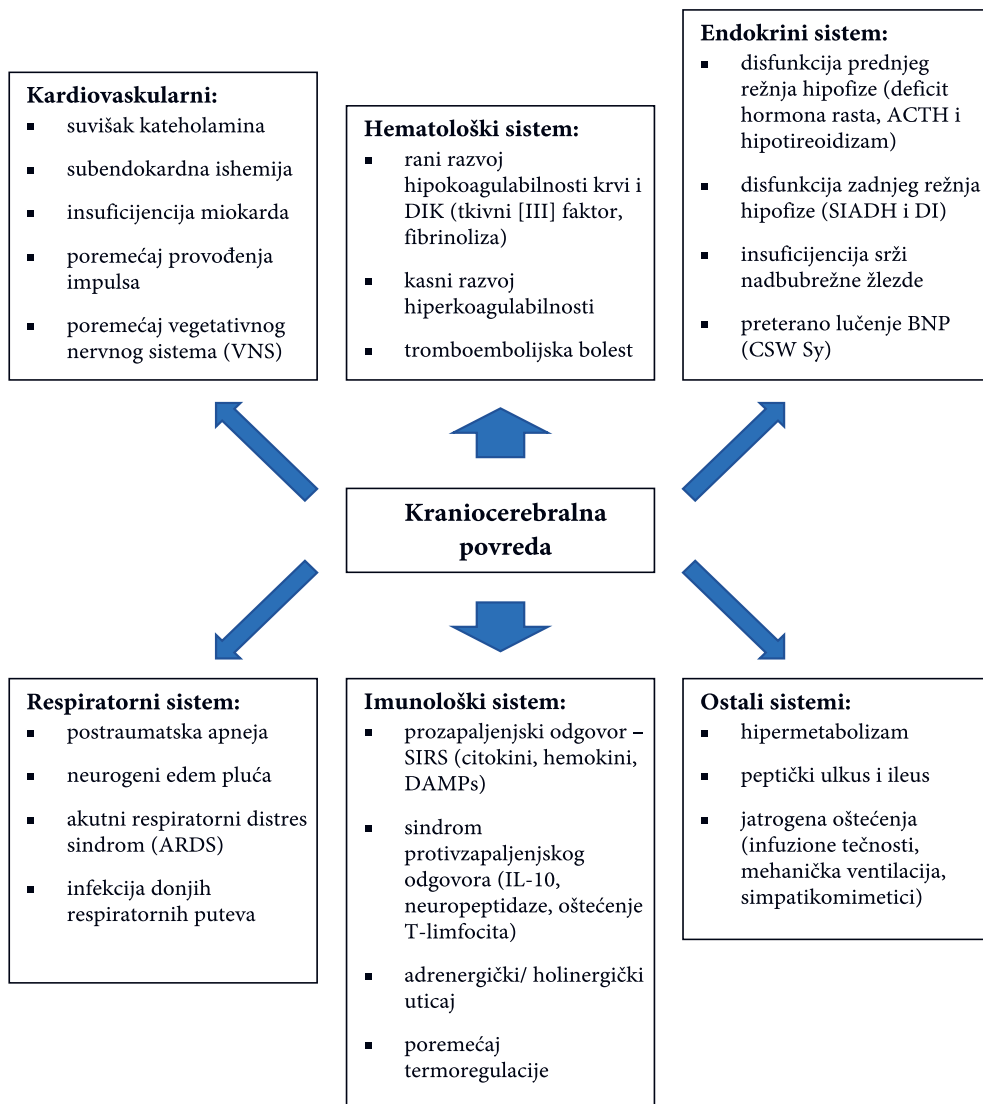 Kardiovaskularni:
▪ suvišak kateholamina
▪ subendokardna ishemija
▪ insuficijencija miokarda
▪ poremećaj provođenja
impulsa
▪ poremećaj vegetativnog
nervnog sistema (VNS)
Hematološki sistem:
▪ rani razvoj
hipokoagulabilnosti krvi i
DIK (tkivni [III] faktor,
fibrinoliza)
▪ kasni razvoj
hiperkoagulabilnosti
▪ tromboembolijska bolest
Endokrini sistem:
▪ disfunkcija prednjeg
režnja hipofize (deficit
hormona rasta, ACTH i
hipotireoidizam)
▪ disfunkcija zadnjeg režnja
hipofize (SIADH i DI)
▪ insuficijencija srži
nadbubrežne žlezde
▪ preterano lučenje BNP
(CSW Sy)
Kraniocerebralna
povreda
Respiratorni sistem:
▪ postraumatska apneja
▪ neurogeni edem pluća
▪ akutni respiratorni distres
sindrom (ARDS)
▪ infekcija donjih
respiratornih puteva
Imunološki sistem:
▪ prozapaljenjski odgovor –
SIRS (citokini, hemokini,
DAMPs)
▪ sindrom
protivzapaljenjskog
odgovora (IL-10,
neuropeptidaze, oštećenje
T-limfocita)
▪ adrenergički/ holinergički
uticaj
▪ poremećaj
termoregulacije
Ostali sistemi:
▪ hipermetabolizam
▪ peptički ulkus i ileus
▪ jatrogena oštećenja
(infuzione tečnosti,
mehanička ventilacija,
simpatikomimetici)